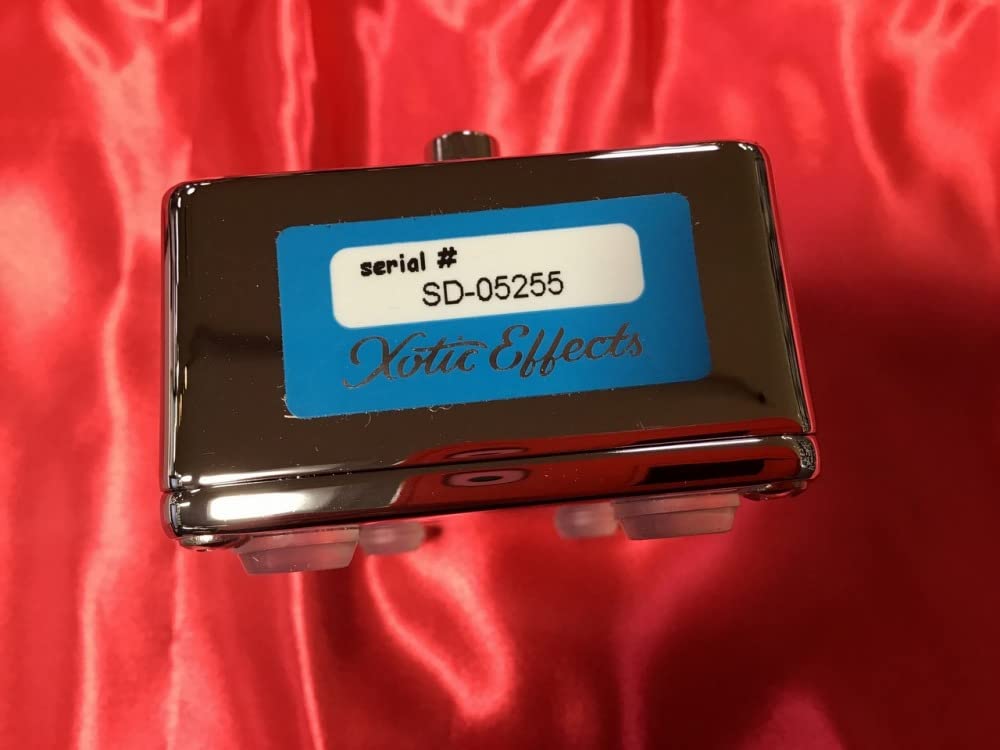 serial #
SD-05255
Xotic Effects